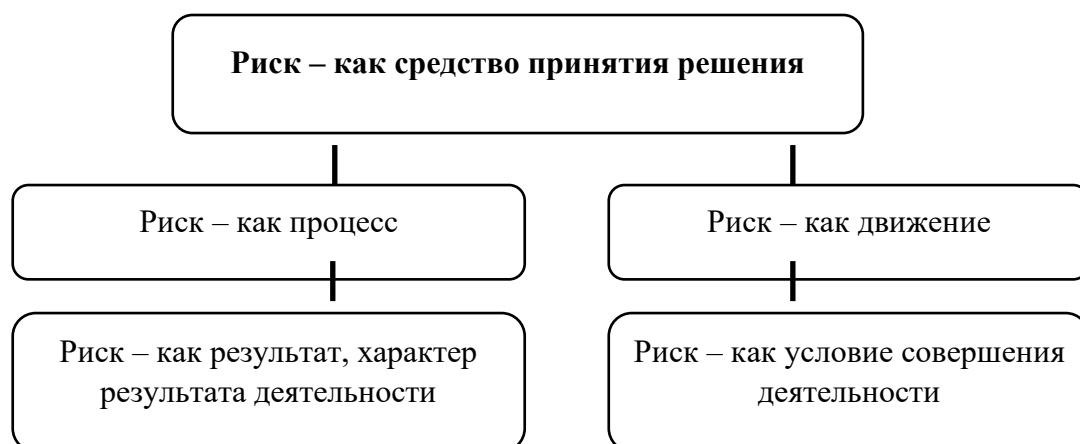 Риск – как средство принятия решения
Риск – как процесс
Риск – как движение
Риск – как результат, характер
результата деятельности
Риск – как условие совершения
деятельности